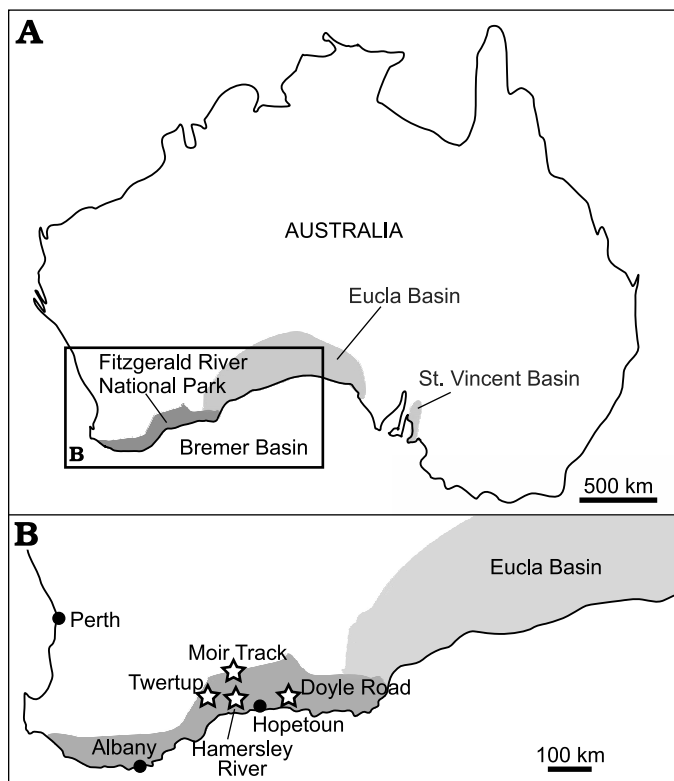 A
AUSTRALIA
Eucla Basin
Fitzgerald River
National Park
St. Vincent Basin
B
Bremer Basin
500 km
B
Eucla Basin
Perth
Moir Track
Twertup
Doyle Road
Hopetoun
Albany
Hamersley
River
100 km